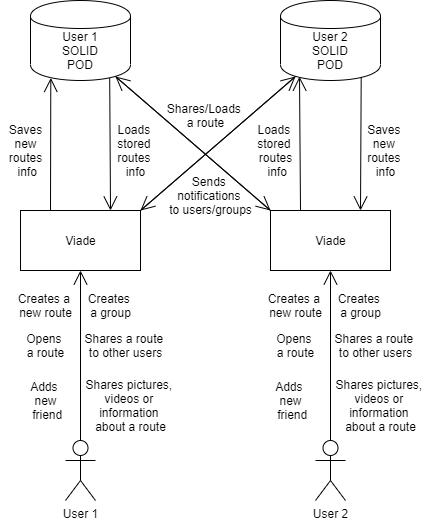 User 1
SOLID
POD
User 2
SOLID
POD
Shares/Loads
a route
Saves
new
routes
info
Loads
stored
routes
info
Loads
stored
routes
info
Saves
new
routes
info
Sends
notifications
to users/groups
Viade
Viade
Creates a
new route
Creates
a group
Opens
a route
Shares a route
to other users
Adds
new
friend
Shares pictures,
videos or
information
about a route
Creates a
new route
Creates
a group
Opens
a route
Shares a route
to other users
Adds
new
friend
Shares pictures,
videos or
information
about a route
User 1
User 2